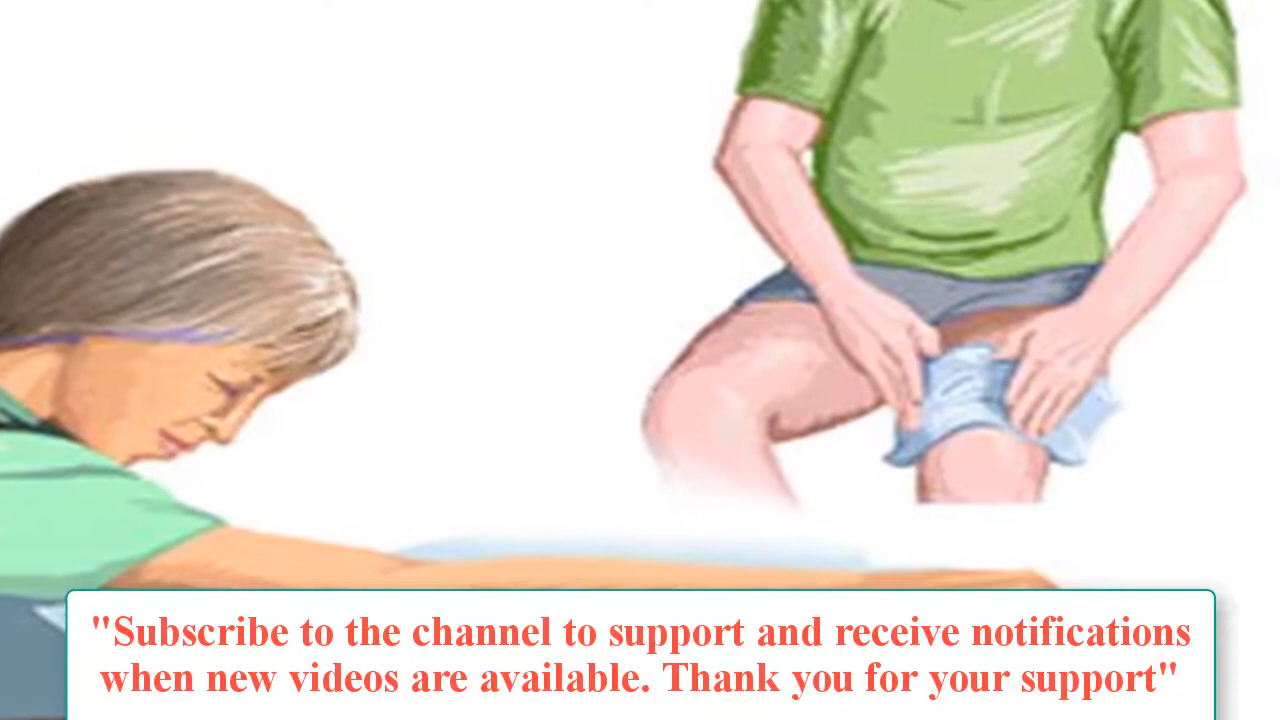 "Subscribe to the channel to support and receive notifications
when new videos are available. Thank you for your support"